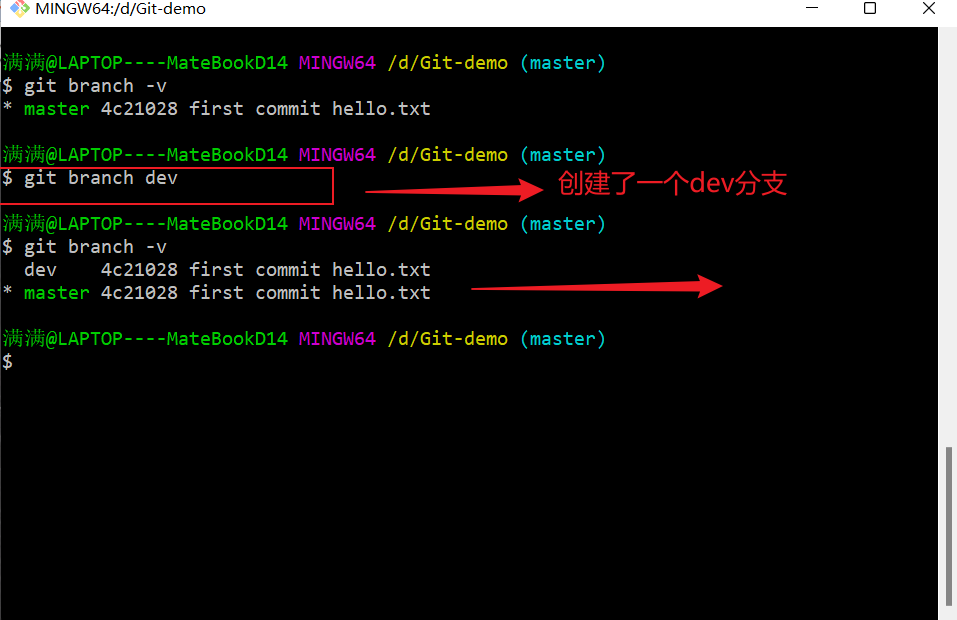 MINGW64:/d/Git-demo
满满@LAPTOP----MateBookD14 MINGW64 /d/Git-demo (master)
$ git branch -v
* master 4c21028 first commit hello.txt
满满@LAPTOP----MateBookD14 MINGW64 /d/Git-demo (master)
$ git branch dev
创建了一个dev分支
满满@LAPTOP----MateBookD14 MINGW64 /d/Git-demo (master)
$ git branch -v
  dev    4c21028 first commit hello.txt
* master 4c21028 first commit hello.txt
满满@LAPTOP----MateBookD14 MINGW64 /d/Git-demo (master)
$